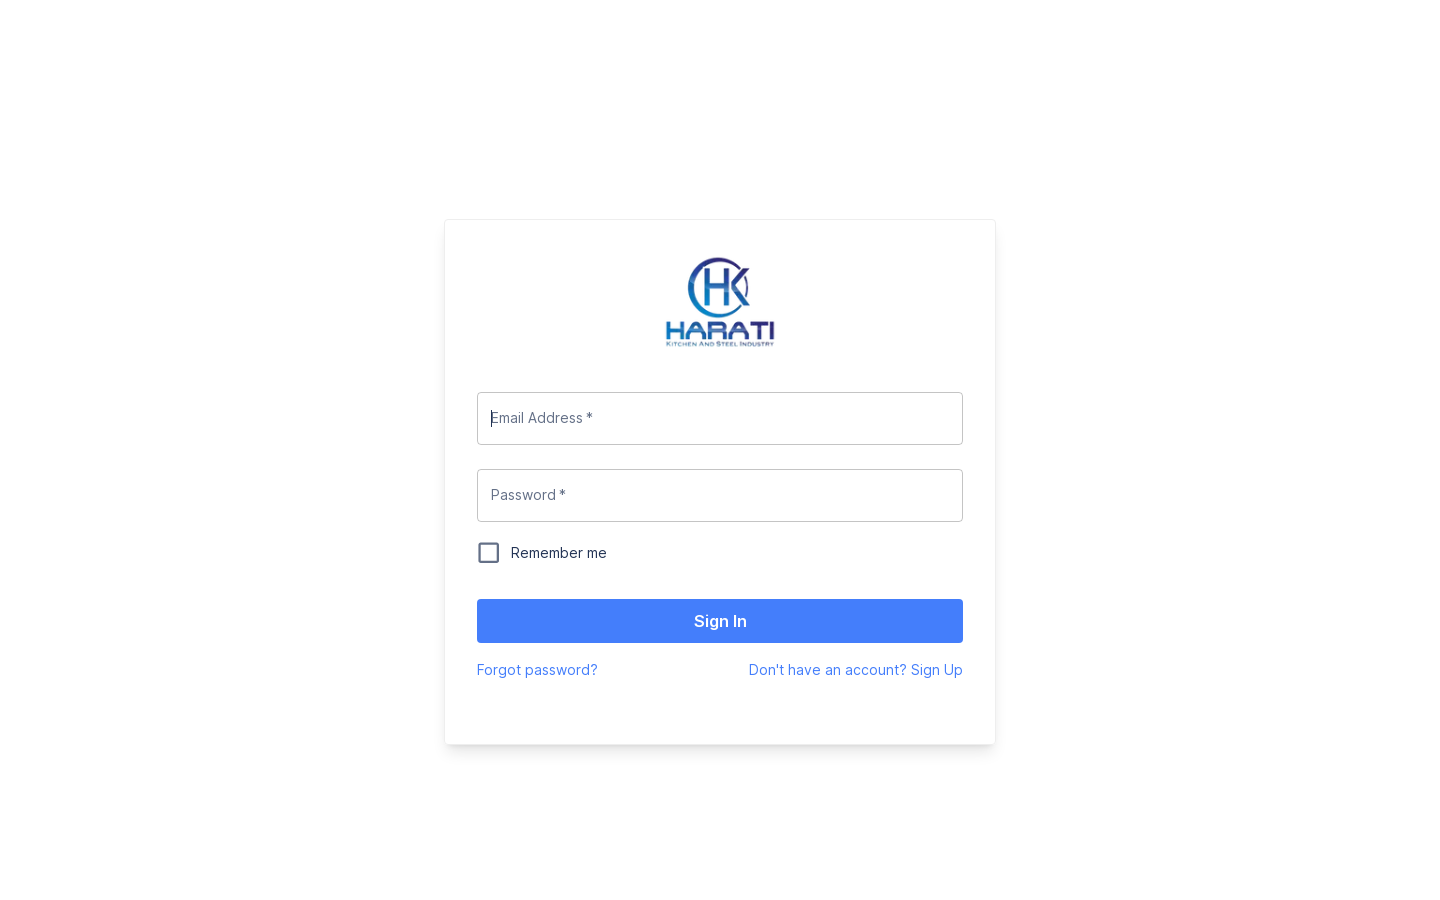 HK
HARATI
Kitchen And Steel Industry
Email Address *
Password *
Remember me
Sign In
Forgot password? Don't have an account? Sign Up